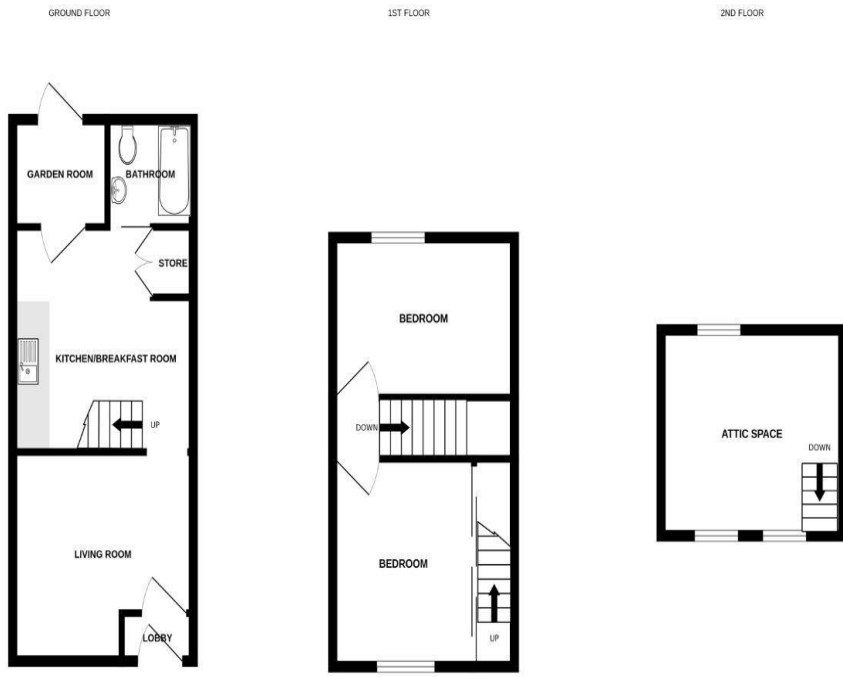 GROUND FLOOR
1ST FLOOR
2ND FLOOR
GARDEN ROOM
BATHROOM
STORE
KITCHEN/BREAKFAST ROOM
UP
LIVING ROOM
LOBBY
BEDROOM
DOWN
BEDROOM
UP
ATTIC SPACE
DOWN